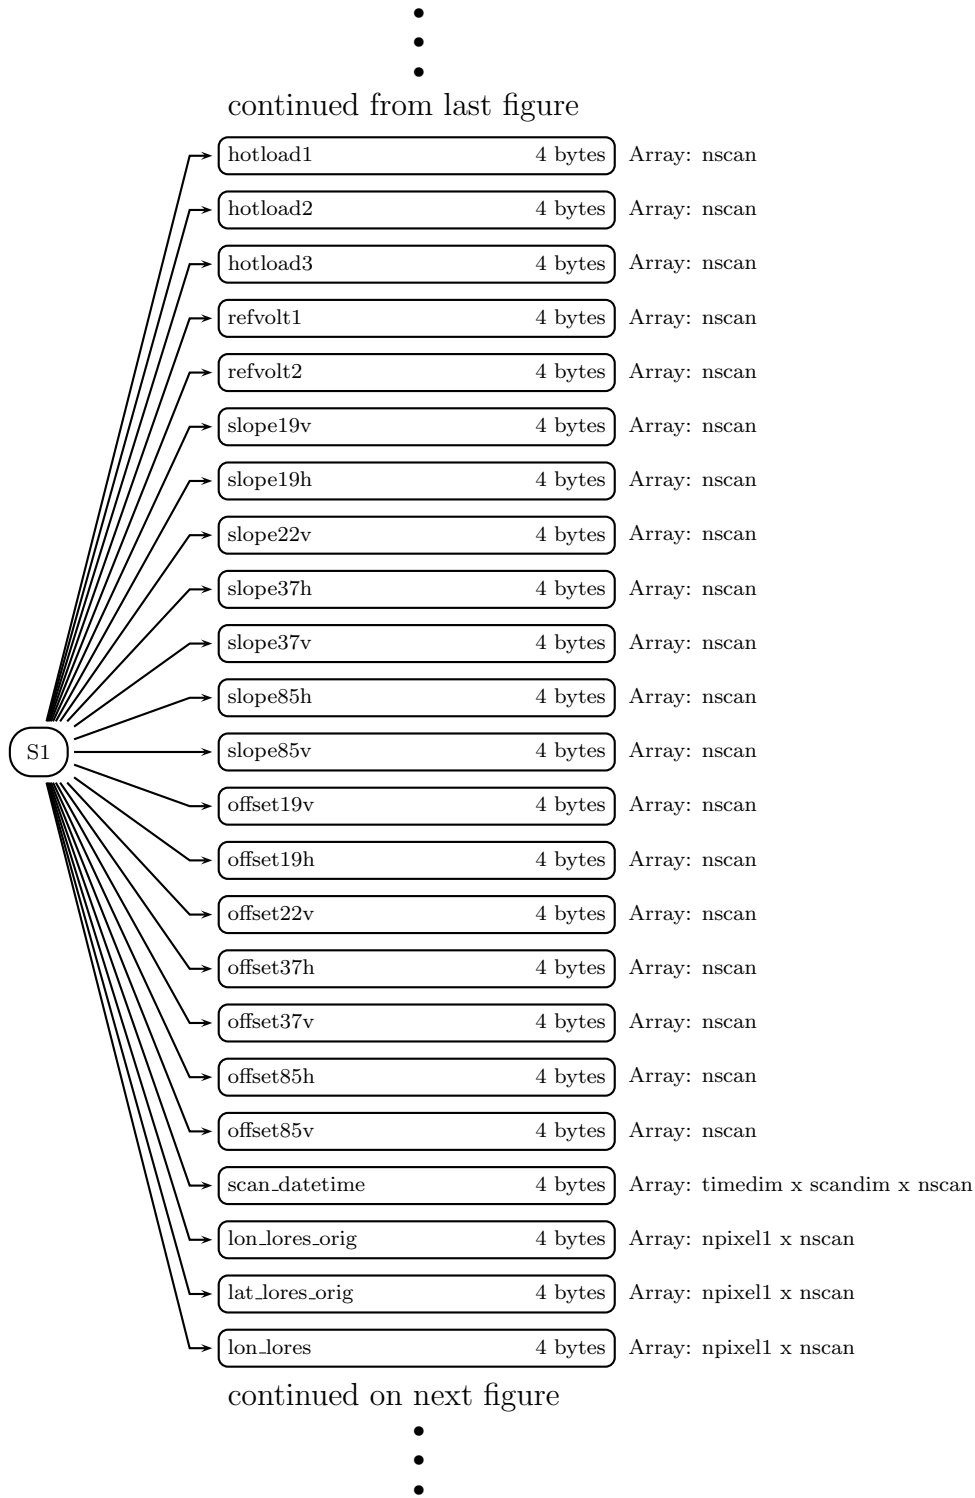 continued from last figure
hotload1 4 bytes Array: nscan
hotload2 4 bytes Array: nscan
hotload3 4 bytes Array: nscan
refvolt1 4 bytes Array: nscan
refvolt2 4 bytes Array: nscan
slope19v 4 bytes Array: nscan
slope19h 4 bytes Array: nscan
slope22v 4 bytes Array: nscan
slope37h 4 bytes Array: nscan
slope37v 4 bytes Array: nscan
slope85h 4 bytes Array: nscan
S1 slope85v 4 bytes Array: nscan
offset19v 4 bytes Array: nscan
offset19h 4 bytes Array: nscan
offset22v 4 bytes Array: nscan
offset37h 4 bytes Array: nscan
offset37v 4 bytes Array: nscan
offset85h 4 bytes Array: nscan
offset85v 4 bytes Array: nscan
scan_datetime 4 bytes Array: timedim x scandim x nscan
lon_lores_orig 4 bytes Array: npixel1 x nscan
lat_lores_orig 4 bytes Array: npixel1 x nscan
lon_lores 4 bytes Array: npixel1 x nscan
continued on next figure